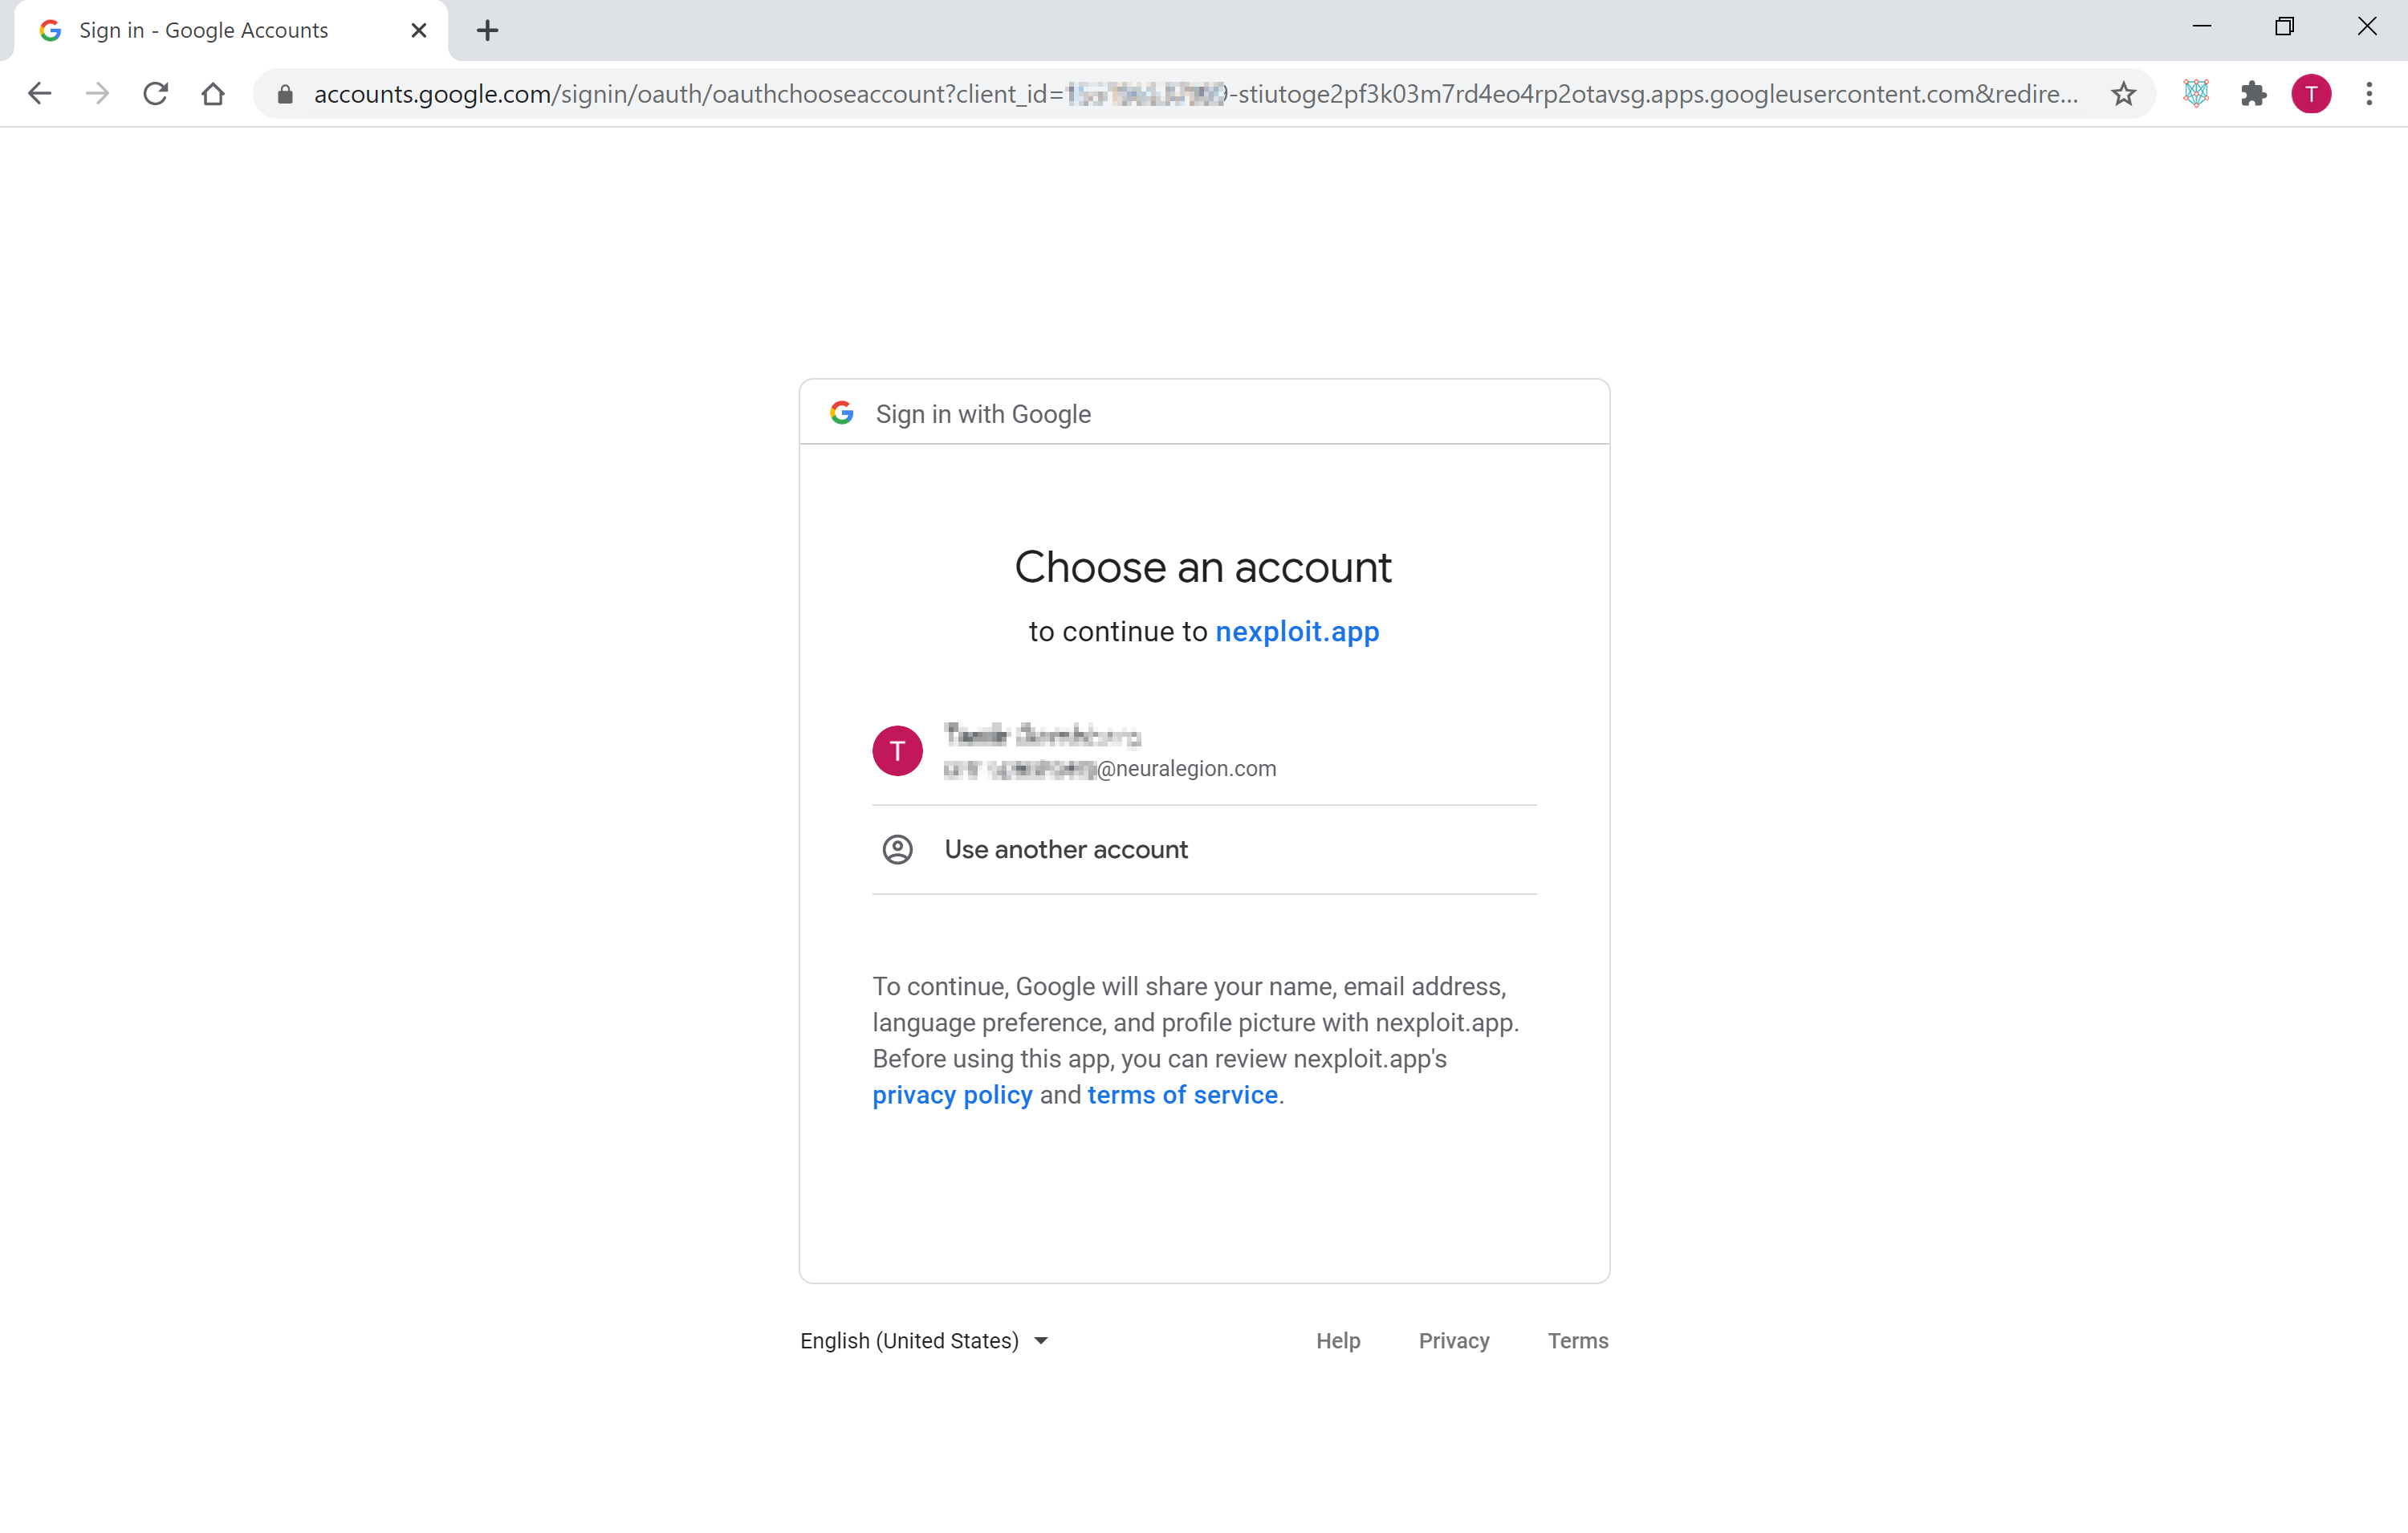 Sign in - Google Accounts
accounts.google.com/signin/oauth/oauthchooseaccount?client_id= 9-stiutoge2pf3k03m7rd4eo4rp2otavsg.apps.googleusercontent.com&redire...
T
Sign in with Google
Choose an account
to continue to nexploit.app
T
@neuralegion.com
Use another account
To continue, Google will share your name, email address,
language preference, and profile picture with nexploit.app.
Before using this app, you can review nexploit.app's
privacy policy and terms of service.
English (United States)
Help Privacy Terms